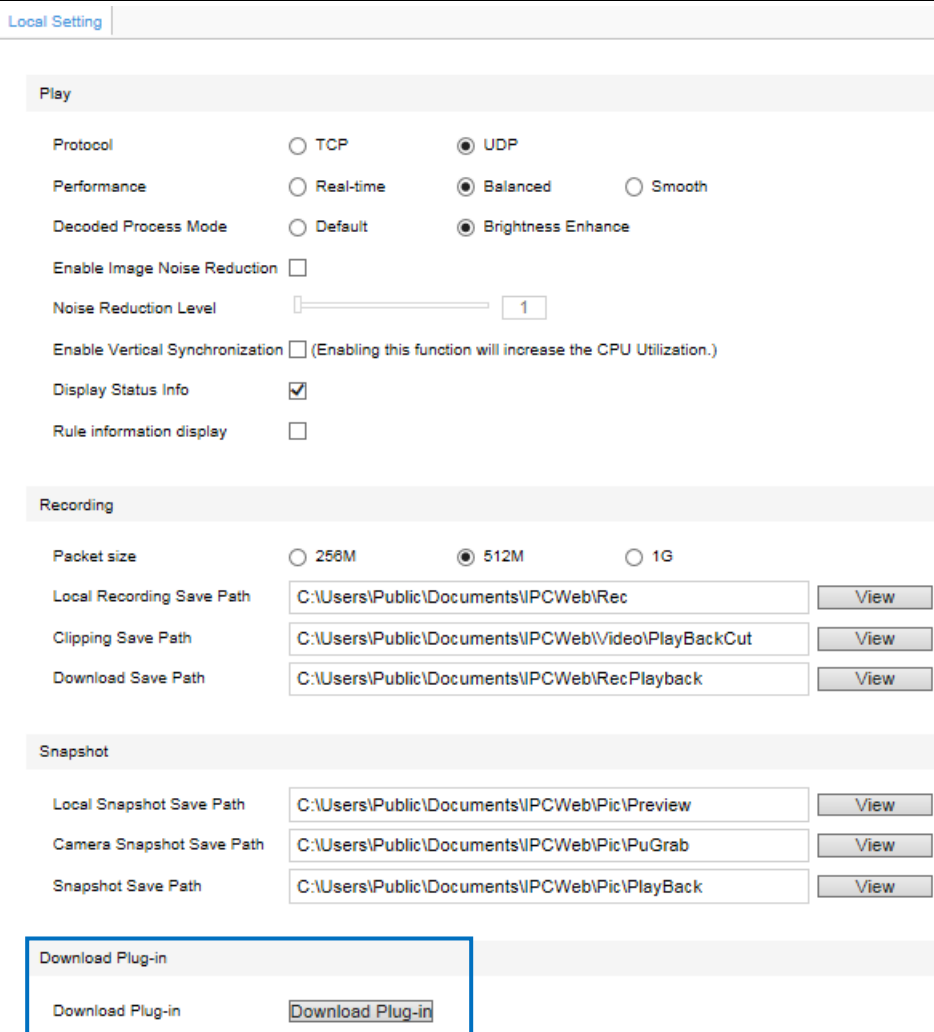 Local Setting
Play
Protocol TCP UDP
Performance Real-time Balanced Smooth
Decoded Process Mode Default Brightness Enhance
Enable Image Noise Reduction
Noise Reduction Level 1
Enable Vertical Synchronization (Enabling this function will increase the CPU Utilization.)
Display Status Info
Rule information display
Recording
Packet size 256M 512M 1G
Local Recording Save Path C:\Users\Public\Documents\IPCWeb\Rec View
Clipping Save Path C:\Users\Public\Documents\IPCWeb\Video\PlayBackCut View
Download Save Path C:\Users\Public\Documents\IPCWeb\RecPlayback View
Snapshot
Local Snapshot Save Path C:\Users\Public\Documents\IPCWeb\Pic\Preview View
Camera Snapshot Save Path C:\Users\Public\Documents\IPCWeb\Pic\PuGrab View
Snapshot Save Path C:\Users\Public\Documents\IPCWeb\Pic\PlayBack View
Download Plug-in
Download Plug-in Download Plug-in